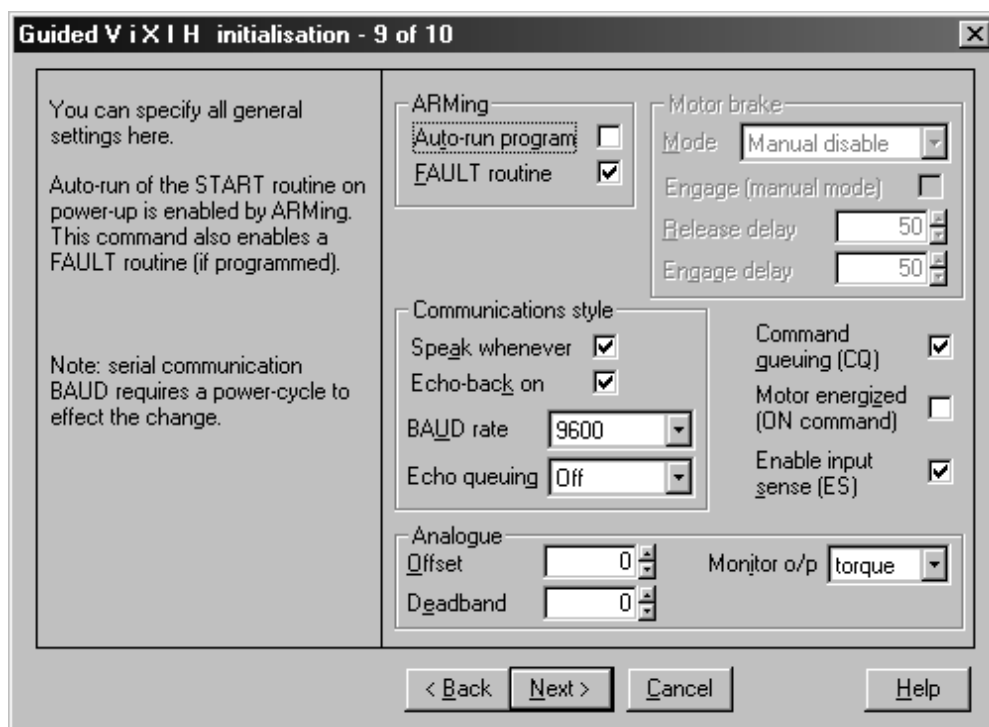 Guided V i X I H initialisation - 9 of 10
You can specify all general
settings here.
Auto-run of the START routine on
power-up is enabled by ARMing.
This command also enables a
FAULT routine (if programmed).
Note: serial communication
BAUD requires a power-cycle to
effect the change.
ARMing
Auto-run program
FAULT routine
Motor brake
Mode Manual disable
Engage (manual mode)
Release delay 50
Engage delay 50
Communications style
Speak whenever
Echo-back on
BAUD rate 9600
Echo queuing Off
Command
queuing (CQ)
Motor energized
(ON command)
Enable input
sense (ES)
Analogue
Offset 0
Deadband 0
Monitor o/p torque
< Back
Next >
Cancel
Help